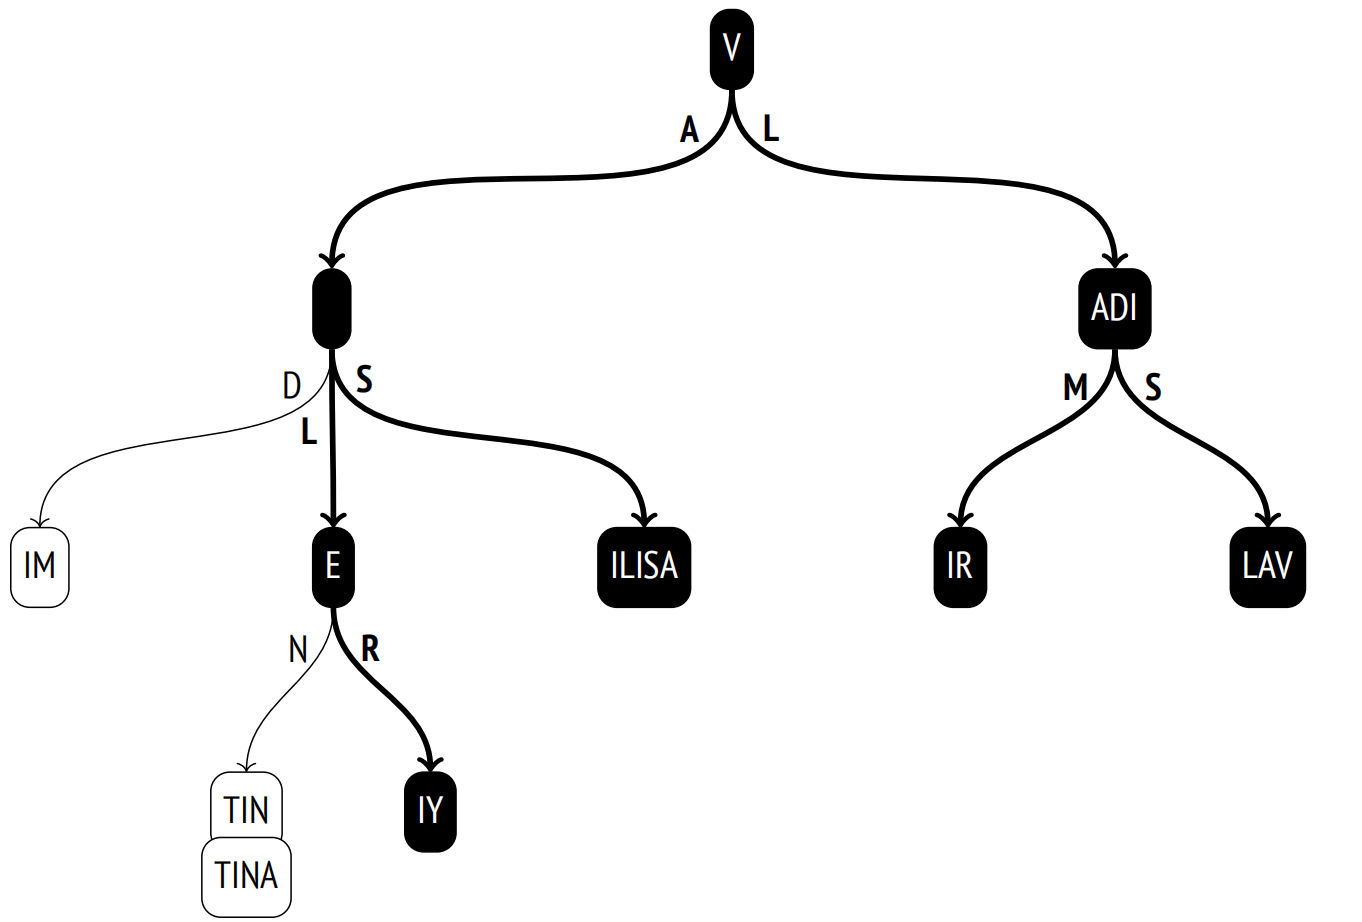 V
A L
ADI
D S M S
L
IM E ILISA IR LAV
N R
TIN IY
TINA